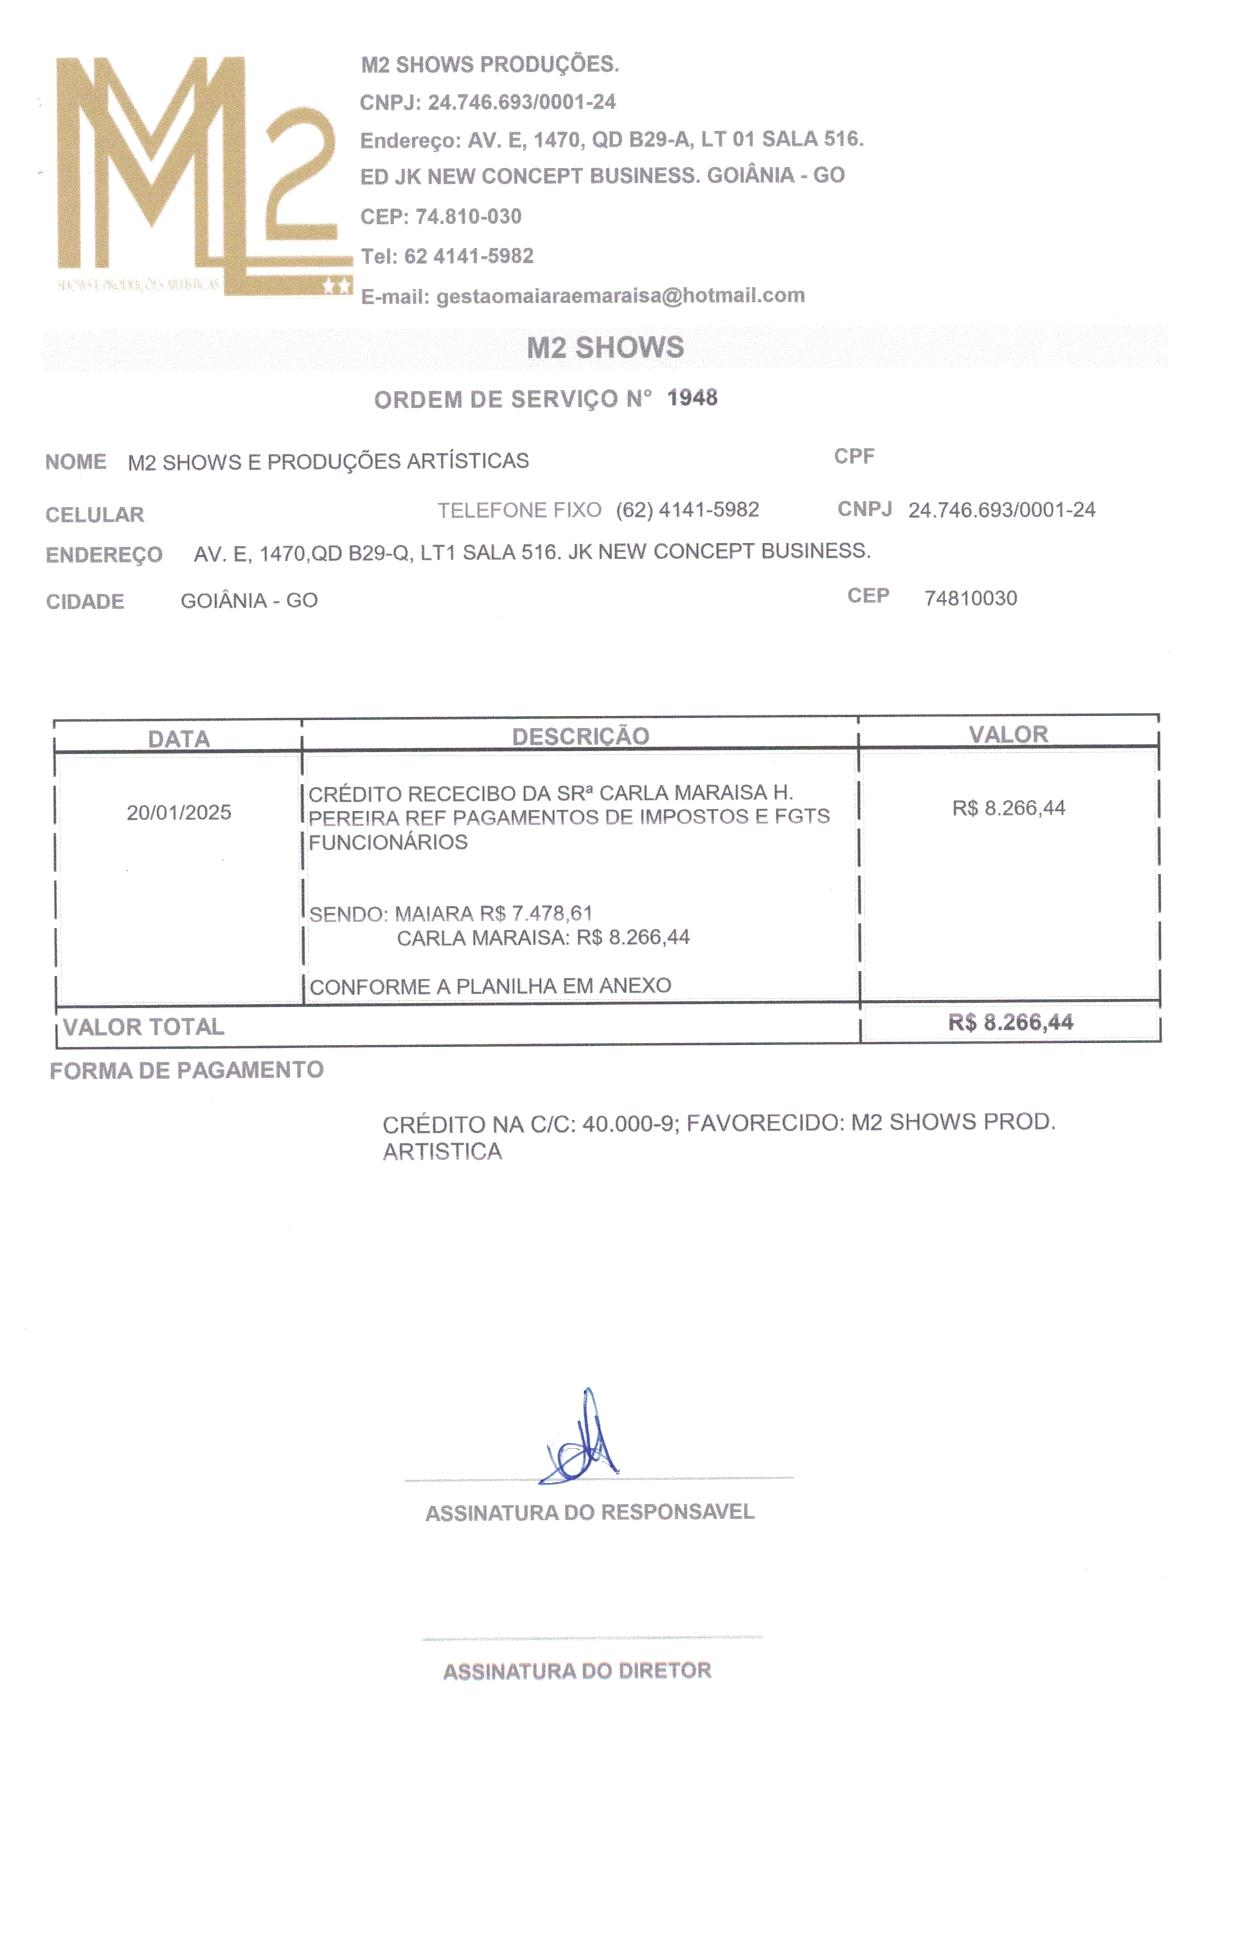 M2
SHOWS E PRODUÇÕES ARTÍSTICAS
M2 SHOWS PRODUÇÕES.
CNPJ: 24.746.693/0001-24
Endereço: AV. E, 1470, QD B29-A, LT 01 SALA 516.
ED JK NEW CONCEPT BUSINESS. GOIÂNIA - GO
CEP: 74.810-030
Tel: 62 4141-5982
E-mail: gestaomaiaraemaraisa@hotmail.com
M2 SHOWS
ORDEM DE SERVIÇO N° 1948
NOME M2 SHOWS E PRODUÇÕES ARTÍSTICAS CPF
CELULAR TELEFONE FIXO (62) 4141-5982 CNPJ 24.746.693/0001-24
ENDEREÇO AV. E, 1470,QD B29-Q, LT1 SALA 516. JK NEW CONCEPT BUSINESS.
CIDADE GOIÂNIA - GO CEP 74810030
DATA DESCRIÇÃO VALOR
20/01/2025 CRÉDITO RECECIBO DA SRª CARLA MARAISA H. R$ 8.266,44
PEREIRA REF PAGAMENTOS DE IMPOSTOS E FGTS
FUNCIONÁRIOS
SENDO: MAIARA R$ 7.478,61
CARLA MARAISA: R$ 8.266,44
CONFORME A PLANILHA EM ANEXO
VALOR TOTAL R$ 8.266,44
FORMA DE PAGAMENTO
CRÉDITO NA C/C: 40.000-9; FAVORECIDO: M2 SHOWS PROD.
ARTISTICA
ASSINATURA DO RESPONSAVEL
ASSINATURA DO DIRETOR